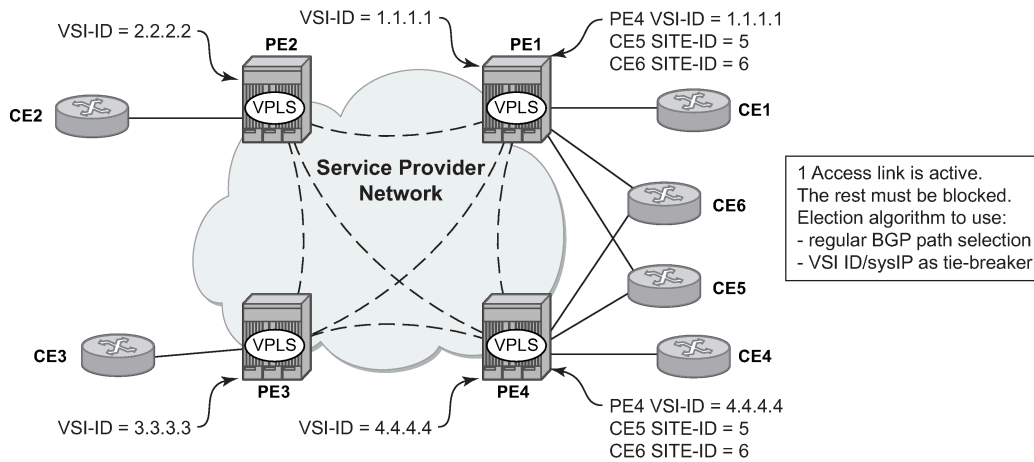 VSI-ID = 2.2.2.2
VSI-ID = 1.1.1.1
PE4 VSI-ID = 1.1.1.1
CE5 SITE-ID = 5
CE6 SITE-ID = 6
PE2
PE1
VPLS
VPLS
CE2
CE1
Service Provider
Network
CE6
1 Access link is active.
The rest must be blocked.
Election algorithm to use:
- regular BGP path selection
- VSI ID/sysIP as tie-breaker
CE5
VPLS
VPLS
CE3
CE4
PE3
PE4
VSI-ID = 3.3.3.3
VSI-ID = 4.4.4.4
PE4 VSI-ID = 4.4.4.4
CE5 SITE-ID = 5
CE6 SITE-ID = 6